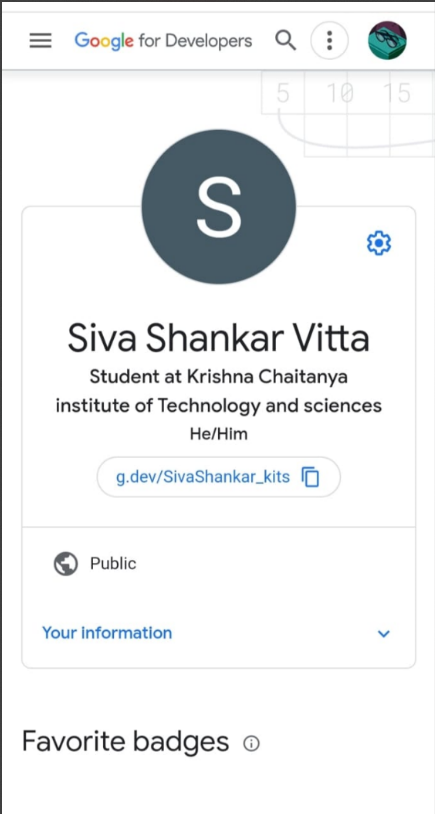 Google for Developers
5 10 15
S
Siva Shankar Vitta
Student at Krishna Chaitanya
institute of Technology and sciences
He/Him
g.dev/SivaShankar_kits
Public
Your information
Favorite badges